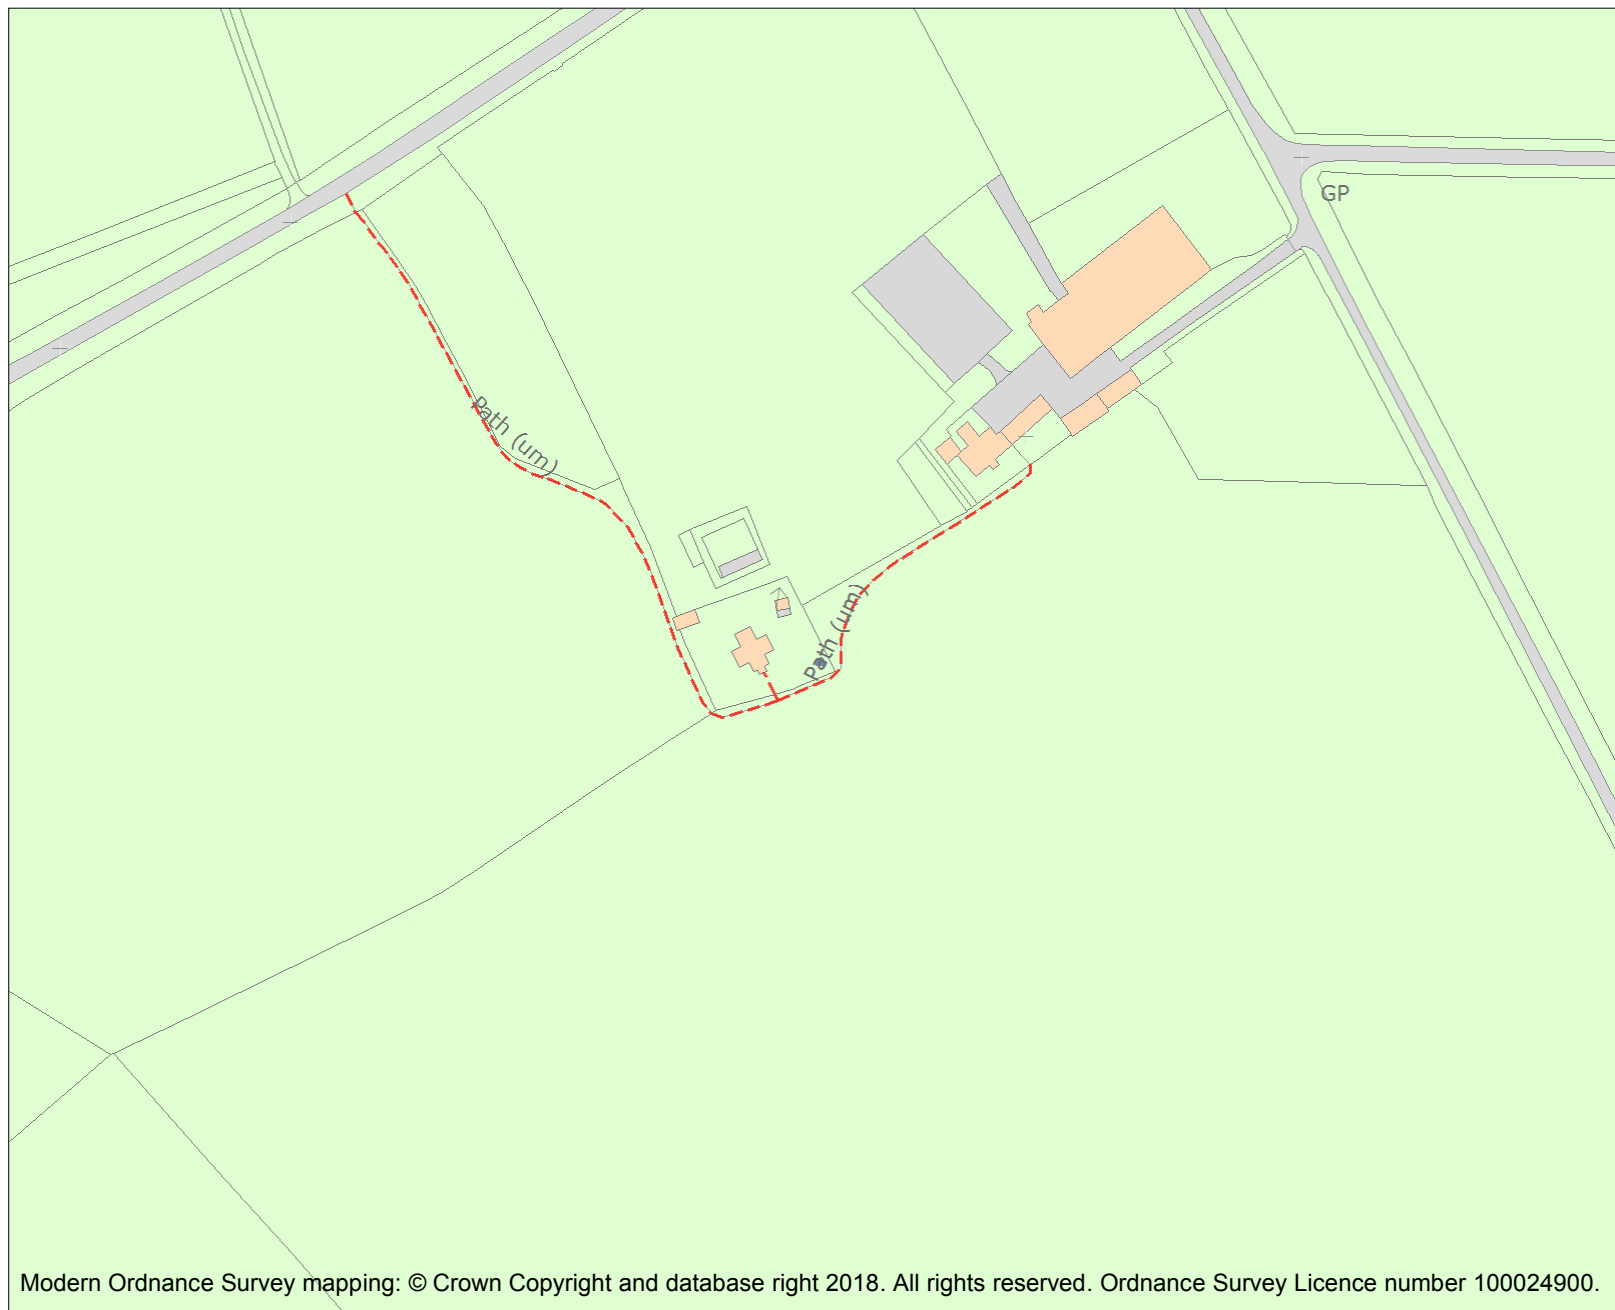 GP
Path (um)
Path (um)
Modern Ordnance Survey mapping: © Crown Copyright and database right 2018. All rights reserved. Ordnance Survey Licence number 100024900.